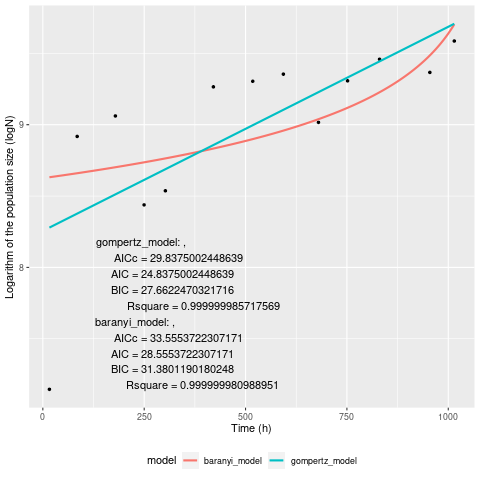 Logarithm of the population size (logN)
9
8
gompertz_model: ,
AICc = 29.8375002448639
AIC = 24.8375002448639
BIC = 27.6622470321716
Rsquare = 0.999999985717569
baranyi_model: ,
AICc = 33.5553722307171
AIC = 28.5553722307171
BIC = 31.3801190180248
Rsquare = 0.999999980988951
0 250 500 750 1000
Time (h)
model baranyi_model gompertz_model